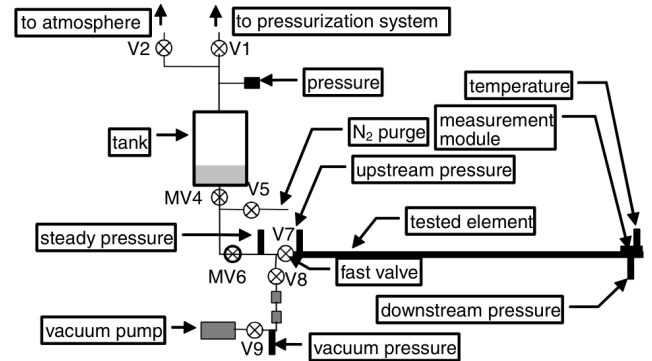 to atmosphere
to pressurization system
V2
V1
pressure
temperature
N2 purge
measurement
module
tank
upstream pressure
MV4
V5
tested element
steady pressure
V7
MV6
V8
fast valve
downstream pressure
vacuum pump
V9
vacuum pressure